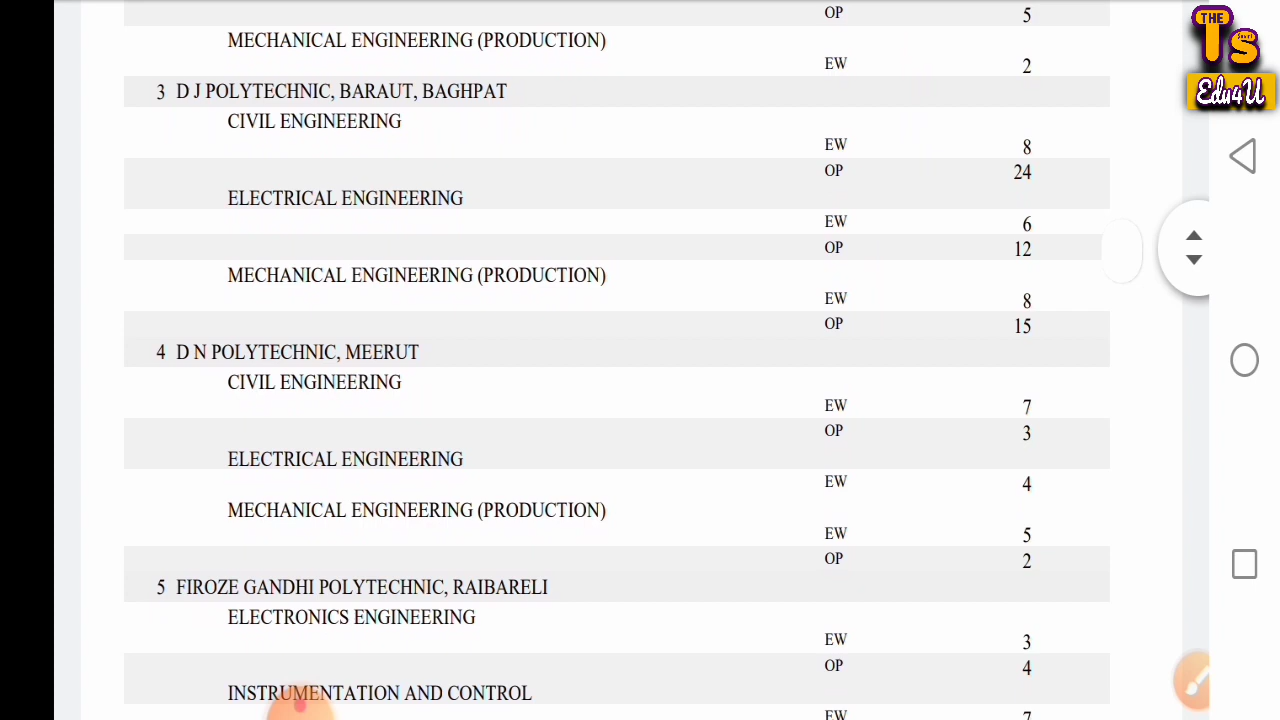 OP 5
MECHANICAL ENGINEERING (PRODUCTION)
EW 2
3 D J POLYTECHNIC, BARAUT, BAGHPAT
CIVIL ENGINEERING
EW 8
OP 24
ELECTRICAL ENGINEERING
EW 6
OP 12
MECHANICAL ENGINEERING (PRODUCTION)
EW 8
OP 15
4 D N POLYTECHNIC, MEERUT
CIVIL ENGINEERING
EW 7
OP 3
ELECTRICAL ENGINEERING
EW 4
MECHANICAL ENGINEERING (PRODUCTION)
EW 5
OP 2
5 FIROZE GANDHI POLYTECHNIC, RAIBARELI
ELECTRONICS ENGINEERING
EW 3
OP 4
INSTRUMENTATION AND CONTROL
EW 7
THE
Ts
Edu4U